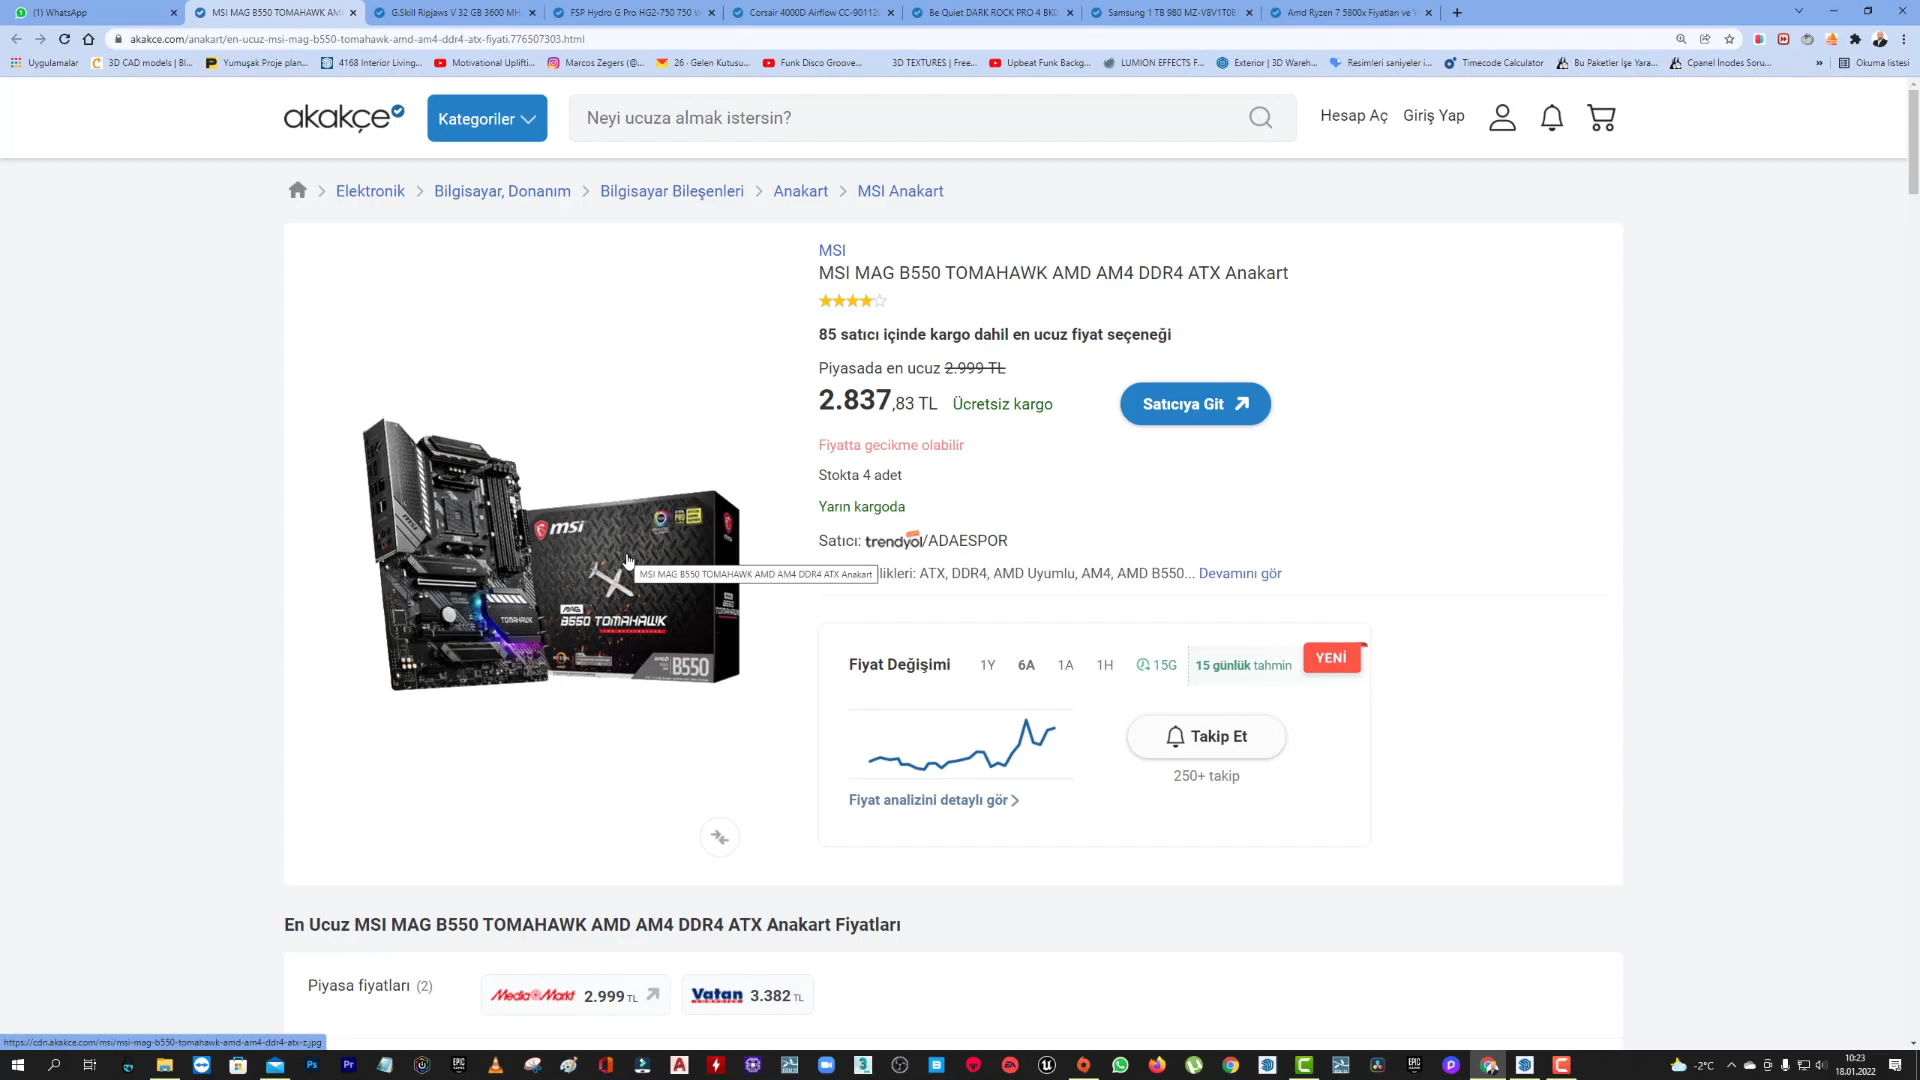 (1) WhatsApp
MSI MAG B550 TOMAHAWK AM
G.Skill Ripjaws V 32 GB 3600 MH
FSP Hydro G Pro HG2-750 750
Corsair 4000D Airflow CC-90112
Be Quiet DARK ROCK PRO 4 BK0
Samsung 1 TB 980 MZ-V8V1T0B
Amd Ryzen 7 5800x Fiyatları ve
akakce.com/anakart/en-ucuz-msi-mag-b550-tomahawk-amd-am4-ddr4-atx-fiyati.776507303.html
Uygulamalar
3D CAD models | Bl...
Yumuşak Proje plan...
4168 Interior Living...
Motivational Uplifti...
Marcos Zegers (@...
26 - Gelen Kutusu...
Funk Disco Groove...
3D TEXTURES | Free...
Upbeat Funk Backg...
LUMION EFFECTS F...
Exterior | 3D Wareh...
Resimleri saniyeler i...
Timecode Calculator
Bu Paketler İşe Yara...
Cpanel İnodes Soru...
»
Okuma listesi
akakçe
Kategoriler
Neyi ucuza almak istersin?
Hesap Aç
Giriş Yap
Elektronik
Bilgisayar, Donanım
Bilgisayar Bileşenleri
Anakart
MSI Anakart
MSI
MSI MAG B550 TOMAHAWK AMD AM4 DDR4 ATX Anakart
85 satıcı içinde kargo dahil en ucuz fiyat seçeneği
Piyasada en ucuz 2.999 TL
2.837,83 TL Ücretsiz kargo
Satıcıya Git
Fiyatta gecikme olabilir
Stokta 4 adet
Yarın kargoda
Satıcı: trendyol/ADAESPOR
MSI MAG B550 TOMAHAWK AMD AM4 DDR4 ATX Anakart
likleri: ATX, DDR4, AMD Uyumlu, AM4, AMD B550... Devamını gör
msi
MAG
B550 TOMAHAWK
TOMAHAWK
B550
Fiyat Değişimi
1Y
6A
1A
1H
15G
15 günlük tahmin
YENİ
Takip Et
250+ takip
Fiyat analizini detaylı gör
En Ucuz MSI MAG B550 TOMAHAWK AMD AM4 DDR4 ATX Anakart Fiyatları
Piyasa fiyatları (2)
Media Markt 2.999 TL
Vatan 3.382 TL
https://cdn.akakce.com/msi/msi-mag-b550-tomahawk-amd-am4-ddr4-atx-z.jpg
-2°C
10:23
18.01.2022